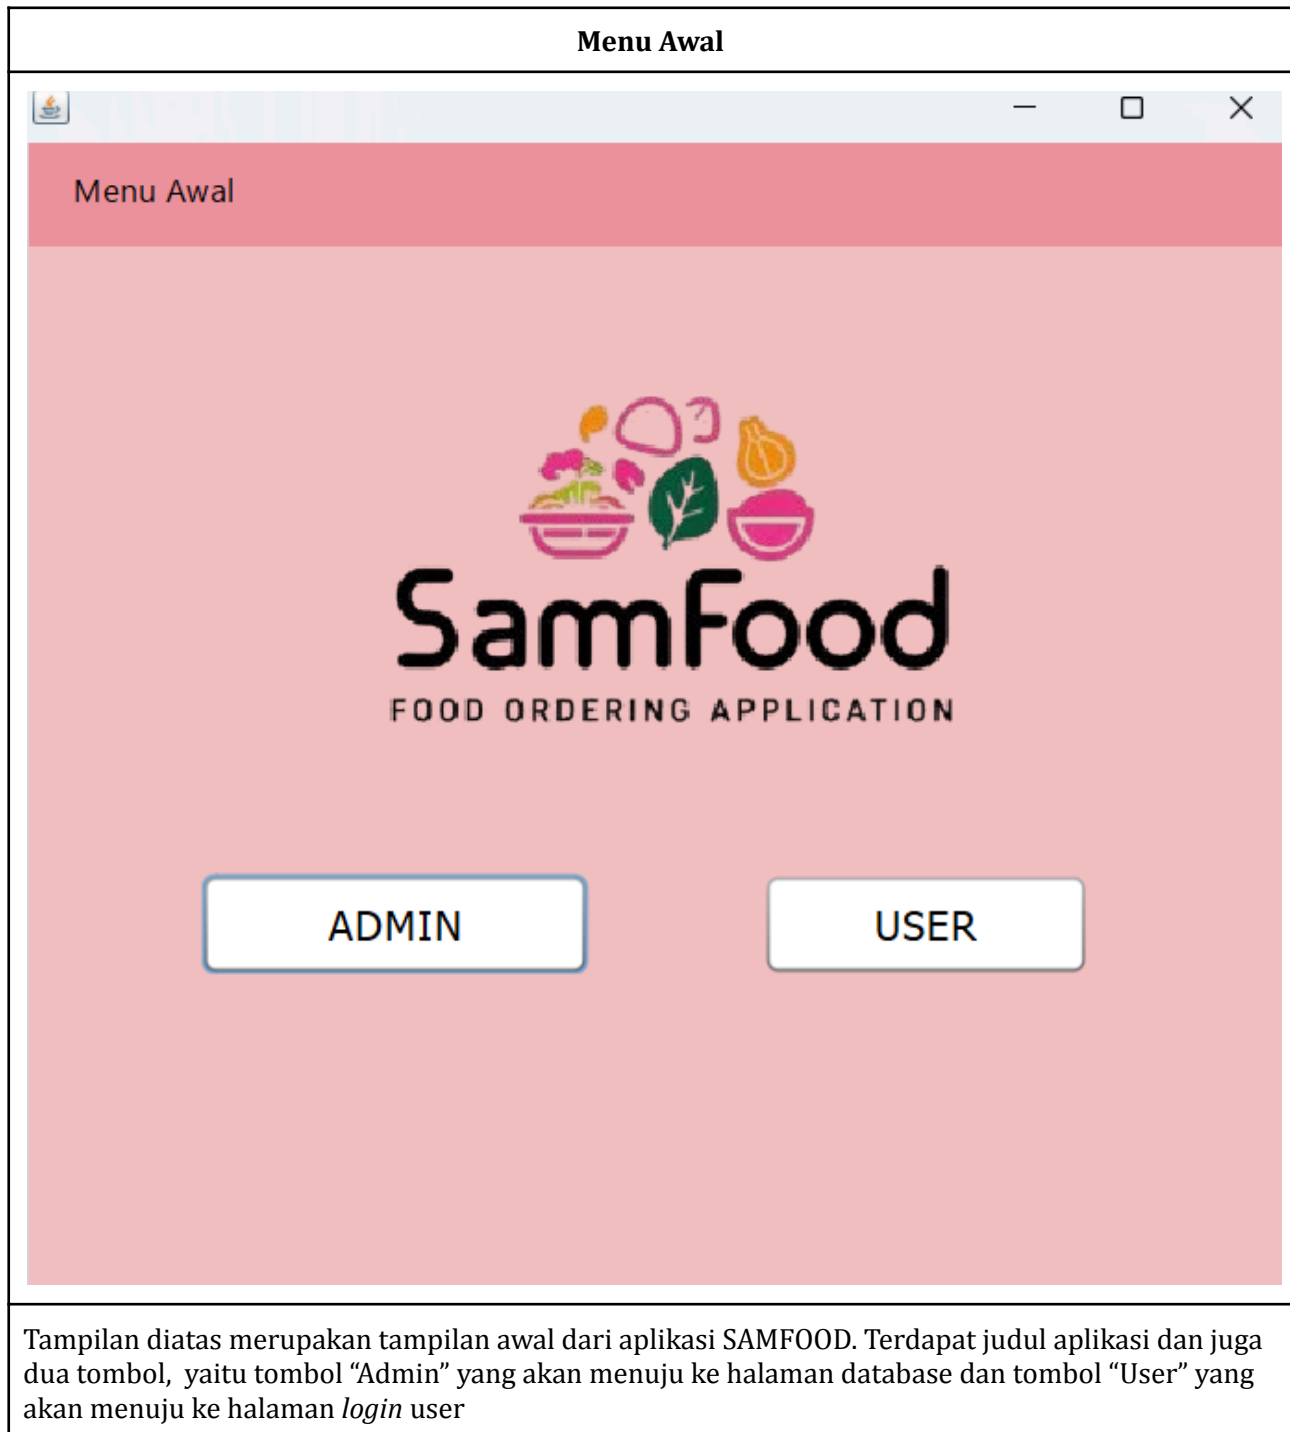 Menu Awal
Menu Awal
SamFood
FOOD ORDERING APPLICATION
ADMIN
USER
Tampilan diatas merupakan tampilan awal dari aplikasi SAMFOOD. Terdapat judul aplikasi dan juga
dua tombol,  yaitu tombol “Admin” yang akan menuju ke halaman database dan tombol “User” yang
akan menuju ke halaman login user